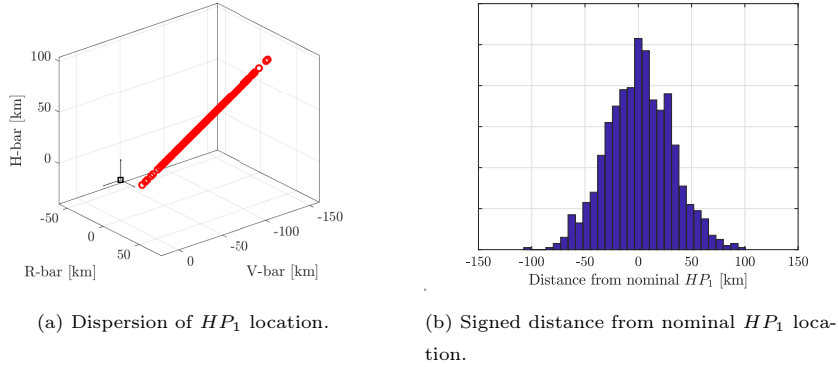 100
50
0
H-bar [km]
-50
0
50
R-bar [km]
0
-50
-100
-150
V-bar [km]
(a) Dispersion of HP1 location.
-150
-100
-50
0
50
100
150
Distance from nominal HP1 [km]
(b) Signed distance from nominal HP1 loca-
tion.